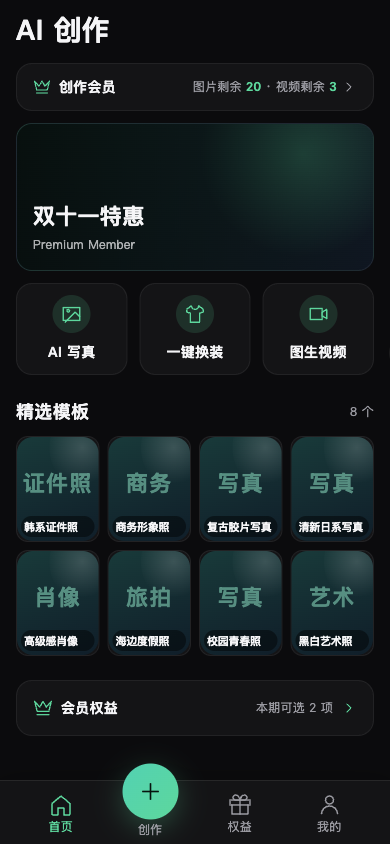 AI 创作
创作会员 图片剩余 20 · 视频剩余 3
双十一特惠
Premium Member
AI 写真 一键换装 图生视频
精选模板 8 个
证件照 商务 写真 写真
韩系证件照 商务形象照 复古胶片写真 清新日系写真
肖像 旅拍 写真 艺术
高级感肖像 海边度假照 校园青春照 黑白艺术照
会员权益 本期可选 2 项
首页 创作 权益 我的